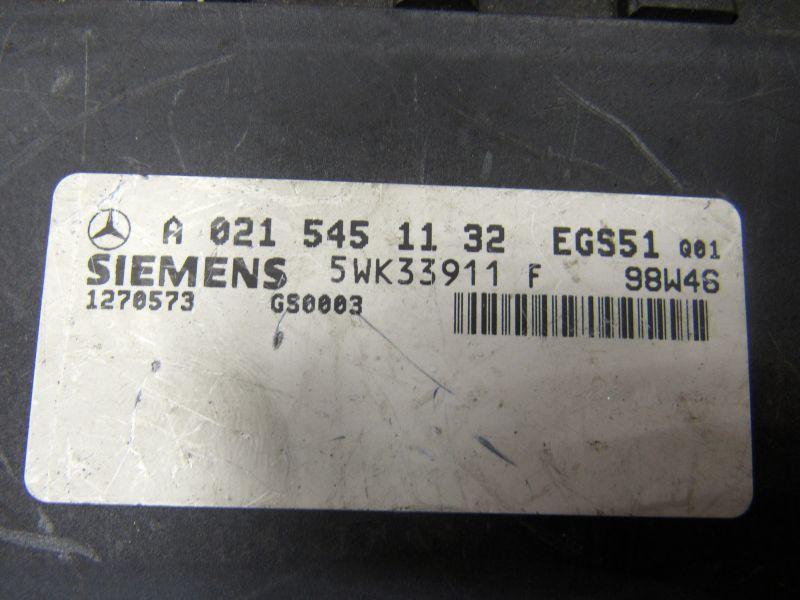 A 021 545 11 32 EGS51 Q01
SIEMENS 5WK33911 F 98W46
1270573 GS0003